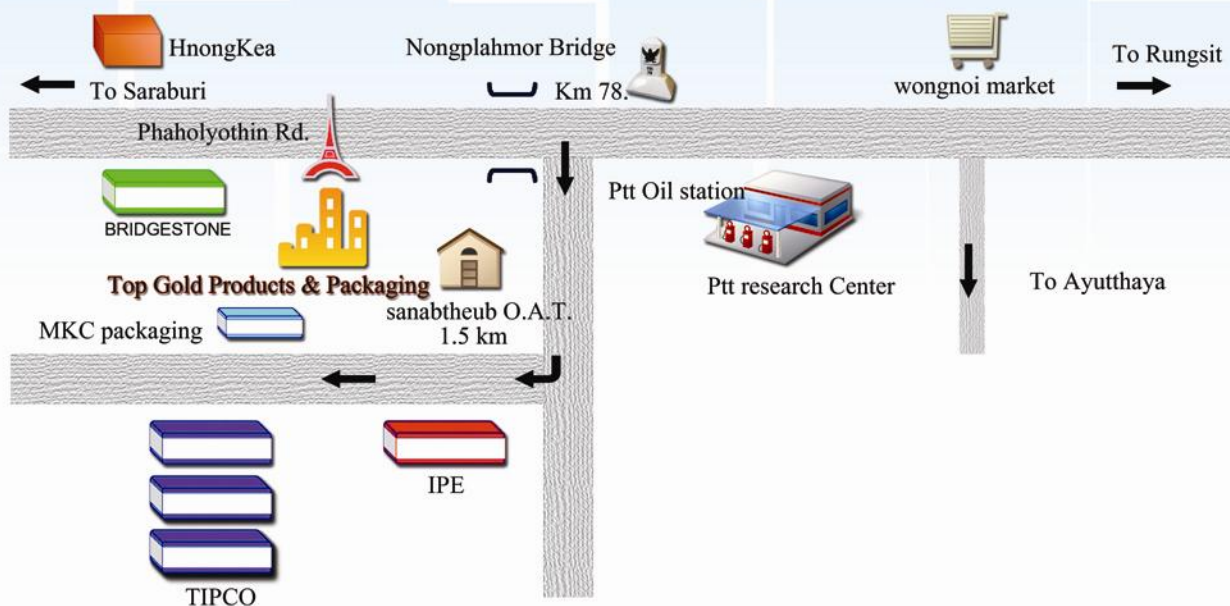 HnongKea
Nongplahmor Bridge
To Rungsit
To Saraburi
Km 78.
wongnoi market
Phaholyothin Rd.
Ptt Oil station
BRIDGESTONE
Top Gold Products & Packaging
Ptt research Center
To Ayutthaya
MKC packaging
sanabtheub O.A.T.
1.5 km
IPE
TIPCO